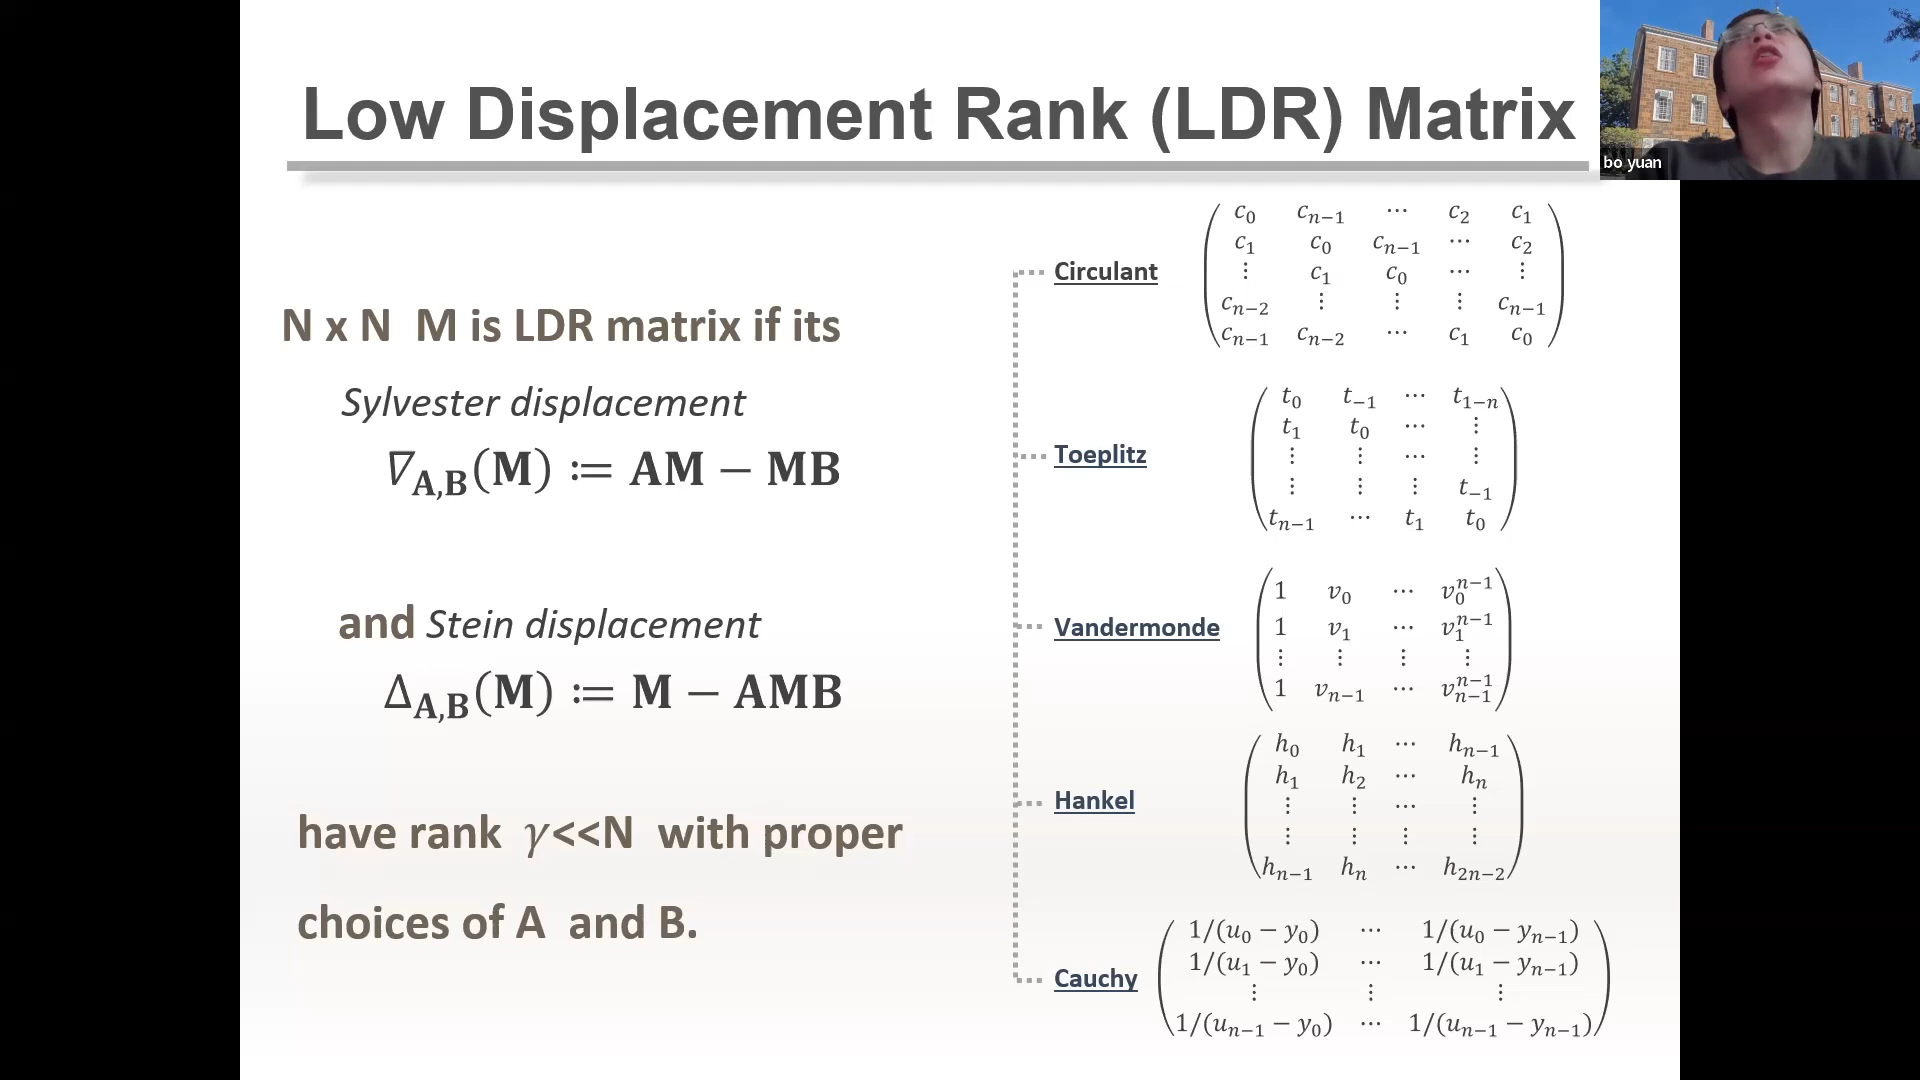 Low Displacement Rank (LDR) Matrix
bo yuan
N x N M is LDR matrix if its
Sylvester displacement
∇A,B(M) ≔ AM − MB
and Stein displacement
ΔA,B(M) ≔ M − AMB
have rank γ<<N with proper
choices of A and B.
Circulant
c0 cn−1 ⋯ c2 c1
c1 c0 cn−1 ⋯ c2
⋮ c1 c0 ⋯ ⋮
cn−2 ⋮ ⋮ ⋮ cn−1
cn−1 cn−2 ⋯ c1 c0
Toeplitz
t0 t−1 ⋯ t1−n
t1 t0 ⋯ ⋮
⋮ ⋮ ⋯ ⋮
⋮ ⋮ ⋮ t−1
tn−1 ⋯ t1 t0
Vandermonde
1 v0 ⋯ v0^n−1
1 v1 ⋯ v1^n−1
⋮ ⋮ ⋮ ⋮
1 vn−1 ⋯ vn−1^n−1
Hankel
h0 h1 ⋯ hn−1
h1 h2 ⋯ hn
⋮ ⋮ ⋯ ⋮
⋮ ⋮ ⋮ ⋮
hn−1 hn ⋯ h2n−2
Cauchy
1/(u0 − y0) ⋯ 1/(u0 − yn−1)
1/(u1 − y0) ⋯ 1/(u1 − yn−1)
⋮ ⋮ ⋮
1/(un−1 − y0) ⋯ 1/(un−1 − yn−1)